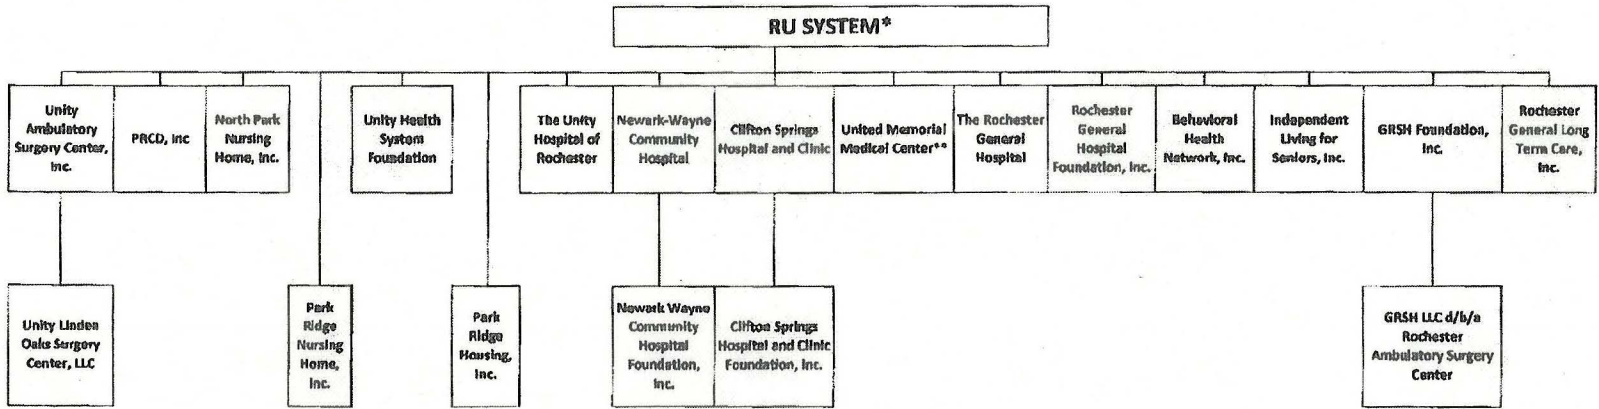 RU SYSTEM*
Unity
Ambulatory
Surgery Center,
Inc.
PRCD, Inc
North Park
Nursing
Home, Inc.
Unity Health
System
Foundation
The Unity
Hospital of
Rochester
Newark-Wayne
Community
Hospital
Clifton Springs
Hospital and Clinic
United Memorial
Medical Center**
The Rochester
General
Hospital
Rochester
General
Hospital
Foundation, Inc.
Behavioral
Health
Network, Inc.
Independent
Living for
Seniors, Inc.
GRSH Foundation,
Inc.
Rochester
General Long
Term Care,
Inc.
Unity Linden
Oaks Surgery
Center, LLC
Park
Ridge
Nursing
Home,
Inc.
Park
Ridge
Housing,
Inc.
Newark Wayne
Community
Hospital
Foundation,
Inc.
Clifton Springs
Hospital and Clinic
Foundation, Inc.
GRSH LLC d/b/a
Rochester
Ambulatory Surgery
Center